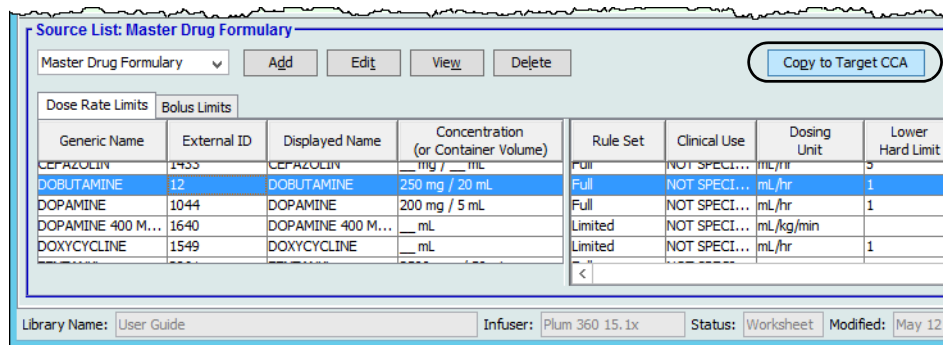 Source List: Master Drug Formulary
Master Drug Formulary Add Edit View Delete Copy to Target CCA
Dose Rate Limits Bolus Limits
Generic Name External ID Displayed Name Concentration (or Container Volume) Rule Set Clinical Use Dosing Unit Lower Hard Limit
CEFAZOLIN 1433 CEFAZOLIN __ mg / __ mL Full NOT SPECI... mL/hr 5
DOBUTAMINE 12 DOBUTAMINE 250 mg / 20 mL Full NOT SPECI... mL/hr 1
DOPAMINE 1044 DOPAMINE 200 mg / 5 mL Full NOT SPECI... mL/hr 1
DOPAMINE 400 M... 1640 DOPAMINE 400 M... __ mL Limited NOT SPECI... mL/kg/min
DOXYCYCLINE 1549 DOXYCYCLINE __ mL Limited NOT SPECI... mL/hr 1
Library Name: User Guide Infuser: Plum 360 15.1x Status: Worksheet Modified: May 12